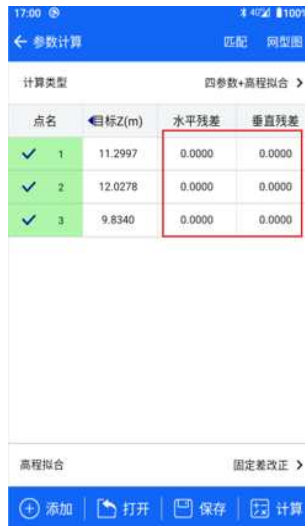 17:00 100%
参数计算 匹配 网型图
计算类型 四参数+高程拟合
点名 目标Z(m) 水平残差 垂直残差
1 11.2997 0.0000 0.0000
2 12.0278 0.0000 0.0000
3 9.8340 0.0000 0.0000
高程拟合 固定差改正
添加 打开 保存 计算